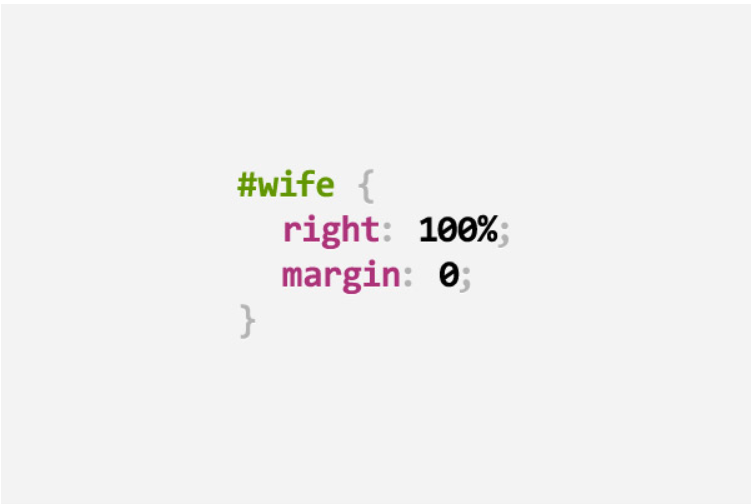 #wife {
right: 100%;
margin: 0;
}